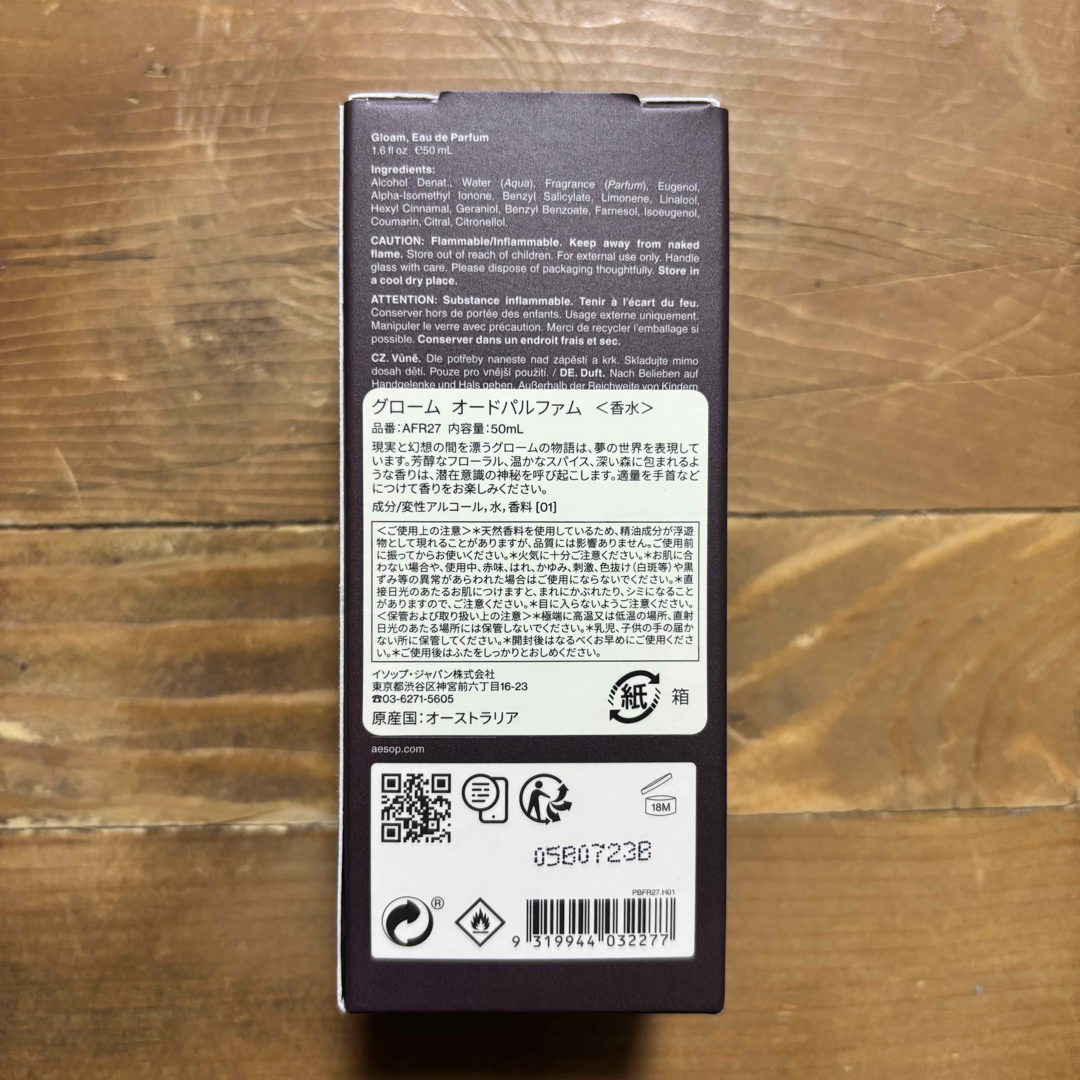 Gloam, Eau de Parfum
1.6 fl oz ℮50 mL
Ingredients:
Alcohol Denat., Water (Aqua), Fragrance (Parfum), Eugenol,
Alpha-Isomethyl Ionone, Benzyl Salicylate, Limonene, Linalool,
Hexyl Cinnamal, Geraniol, Benzyl Benzoate, Farnesol, Isoeugenol,
Coumarin, Citral, Citronellol.
CAUTION: Flammable/Inflammable. Keep away from naked
flame. Store out of reach of children. For external use only. Handle
glass with care. Please dispose of packaging thoughtfully. Store in
a cool dry place.
ATTENTION: Substance inflammable. Tenir à l'écart du feu.
Conserver hors de portée des enfants. Usage externe uniquement.
Manipuler le verre avec précaution. Merci de recycler l'emballage si
possible. Conserver dans un endroit frais et sec.
CZ. Vůně. Dle potřeby naneste nad zápěstí a krk. Skladujte mimo
dosah dětí. Pouze pro vnější použití. / DE. Duft. Nach Belieben auf
Handgelenke und Hals geben. Außerhalb der Reichweite von Kindern
グローム オードパルファム ＜香水＞
品番：AFR27 内容量：50mL
現実と幻想の間を漂うグロームの物語は、夢の世界を表現して
います。芳醇なフローラル、温かなスパイス、深い森に包まれるよ
うな香りは、潜在意識の神秘を呼び起こします。適量を手首など
につけて香りをお楽しみください。
成分/変性アルコール，水，香料 [01]
＜ご使用上の注意＞＊天然香料を使用しているため、精油成分が浮遊
物として現れることがありますが、品質には影響ありません。ご使用前
に振ってからお使いください。＊火気に十分ご注意ください。＊お肌に合
わない場合や、使用中、赤味、はれ、かゆみ、刺激、色抜け（白斑等）や黒
ずみ等の異常があらわれた場合はご使用にならないでください。＊直
接日光のあたるお肌につけますと、まれにかぶれたり、シミになること
がありますので、ご注意ください。＊目に入らないようご注意ください。
＜保管および取り扱い上の注意＞＊極端に高温又は低温の場所、直射
日光のあたる場所には保管しないでください。＊乳児、子供の手の届か
ない所に保管してください。＊開封後はなるべくお早めにご使用くださ
い。＊ご使用後はふたをしっかりとおしめください。
イソップ・ジャパン株式会社
東京都渋谷区神宮前六丁目16-23
☎03-6271-5605
原産国：オーストラリア
紙 箱
aesop.com
18M
05B0723B
PBFR27.H01
®
9 319944 032277